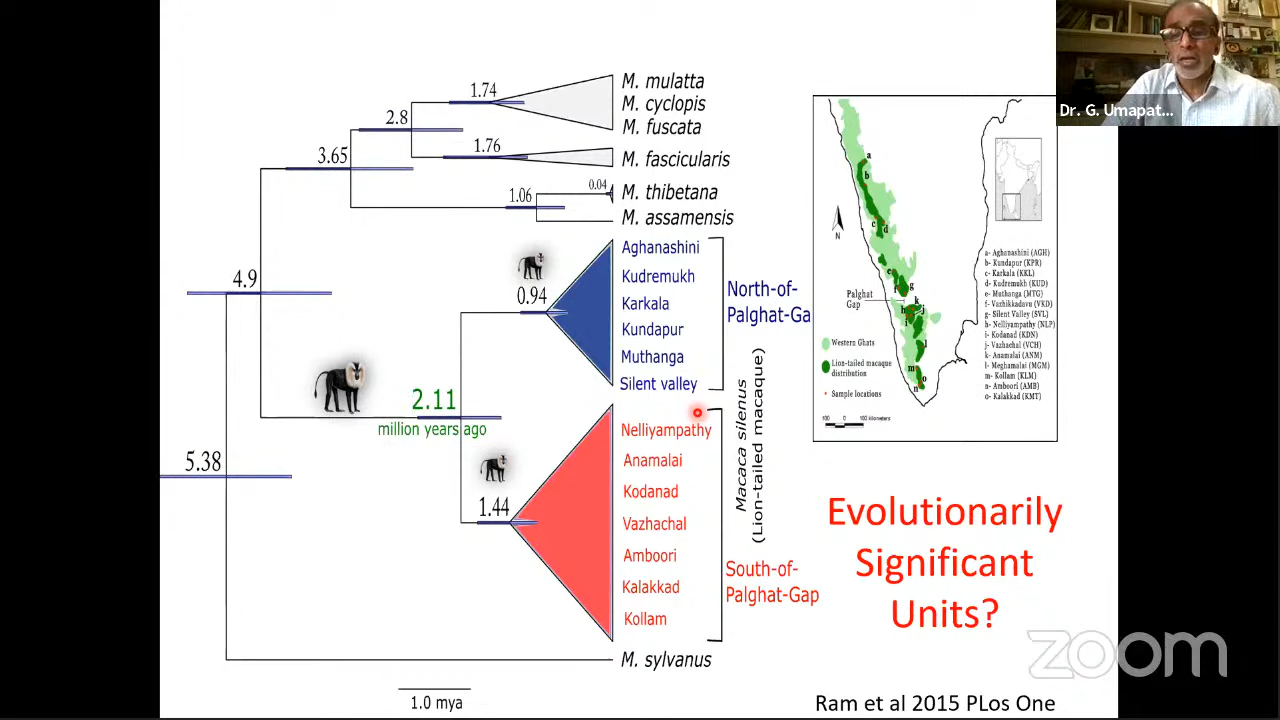 Dr. G. Umapat...
1.74
M. mulatta
M. cyclopis
M. fuscata
2.8
1.76
M. fascicularis
3.65
0.04
M. thibetana
1.06
M. assamensis
4.9
Aghanashini
Kudremukh
0.94
Karkala
Kundapur
Muthanga
Silent valley
North-of-
Palghat-Ga
2.11
million years ago
Nelliyampathy
Anamalai
Kodanad
1.44
Vazhachal
Amboori
Kalakkad
Kollam
South-of-
Palghat-Gap
Macaca silenus
(Lion-tailed macaque)
5.38
M. sylvanus
1.0 mya
a
b
c
d
e
f
g
h
i
j
k
l
m
n
o
N
Palghat
Gap
Western Ghats
Lion-tailed macaque
distribution
Sample locations
100 0 100 kilometers
a- Aghanashini (AGH)
b- Kundapur (KPR)
c- Karkala (KKL)
d- Kudremukh (KUD)
e- Muthanga (MTG)
f- Vazhikkadavu (VKD)
g- Silent Valley (SVL)
h- Nelliyampathy (NLP)
i- Kodanad (KDN)
j- Vazhachal (VCH)
k- Anamalai (ANM)
l- Meghamalai (MGM)
m- Kollam (KLM)
n- Amboori (AMB)
o- Kalakkad (KMT)
Evolutionarily
Significant
Units?
zoom
Ram et al 2015 PLos One